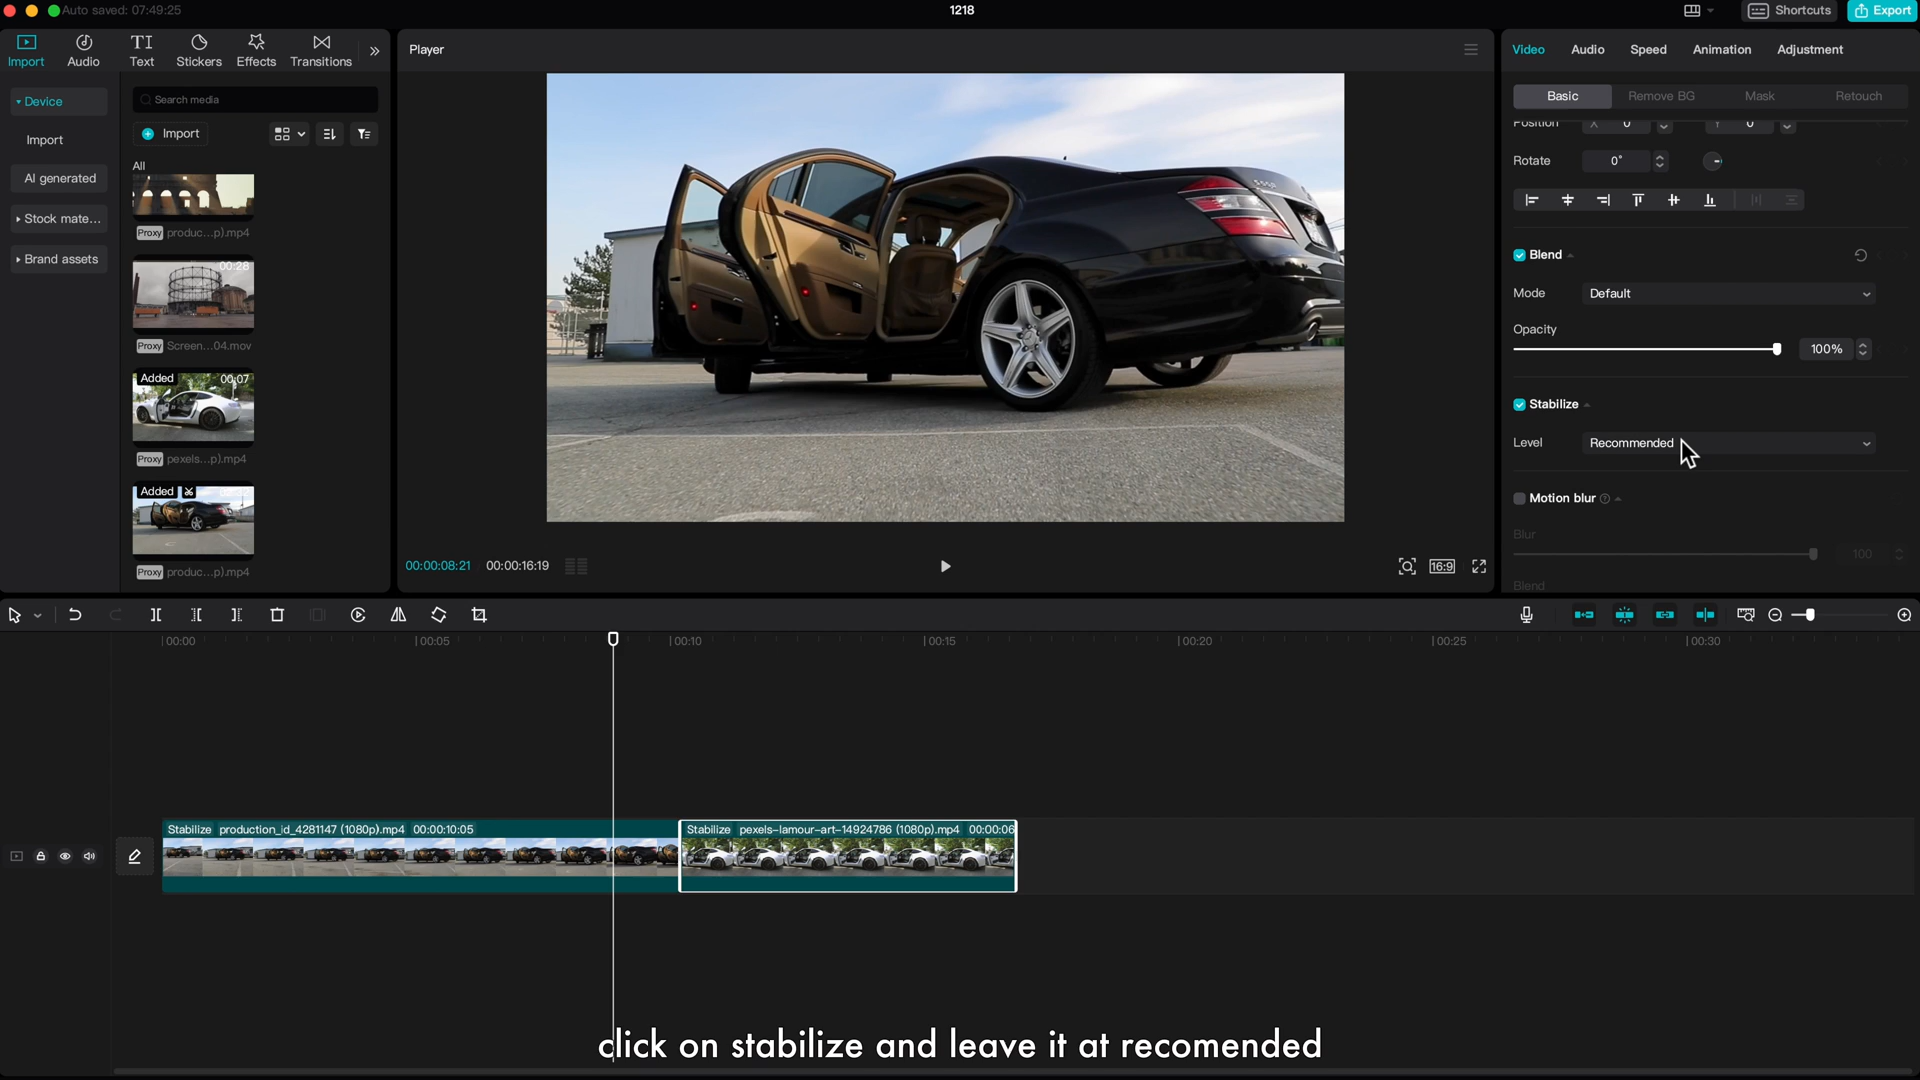 Auto saved: 07:49:25
1218
Shortcuts
Export
Import
Audio
Text
Stickers
Effects
Transitions
Player
Video
Audio
Speed
Animation
Adjustment
Device
Import
AI generated
Stock mate...
Brand assets
Search media
Import
All
Proxy produc...p).mp4
00:28
Proxy Screen...04.mov
Added 00:07
Proxy pexels...p).mp4
Added
Proxy produc...p).mp4
Basic
Remove BG
Mask
Retouch
Position X 0 Y 0
Rotate 0°
Blend
Mode Default
Opacity
100%
Stabilize
Level Recommended
Motion blur
Blur
100
Blend
00:00:08:21 00:00:16:19
16:9
00:00 00:05 00:10 00:15 00:20 00:25 00:30
Stabilize production_id_4281147 (1080p).mp4 00:00:10:05
Stabilize pexels-lamour-art-14924786 (1080p).mp4 00:00:06
click on stabilize and leave it at recomended